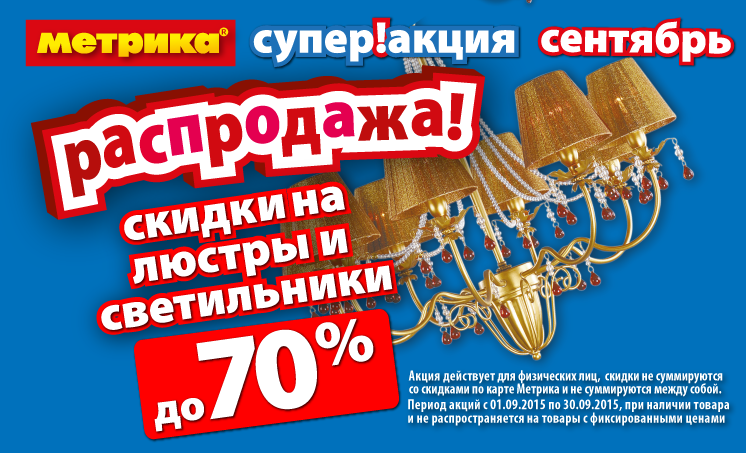 метрика®
супер!акция
сентябрь
распродажа!
скидки на
люстры и
светильники
до 70%
Акция действует для физических лиц, скидки не суммируются
со скидками по карте Метрика и не суммируются между собой.
Период акций с 01.09.2015 по 30.09.2015, при наличии товара
и не распространяется на товары с фиксированными ценами